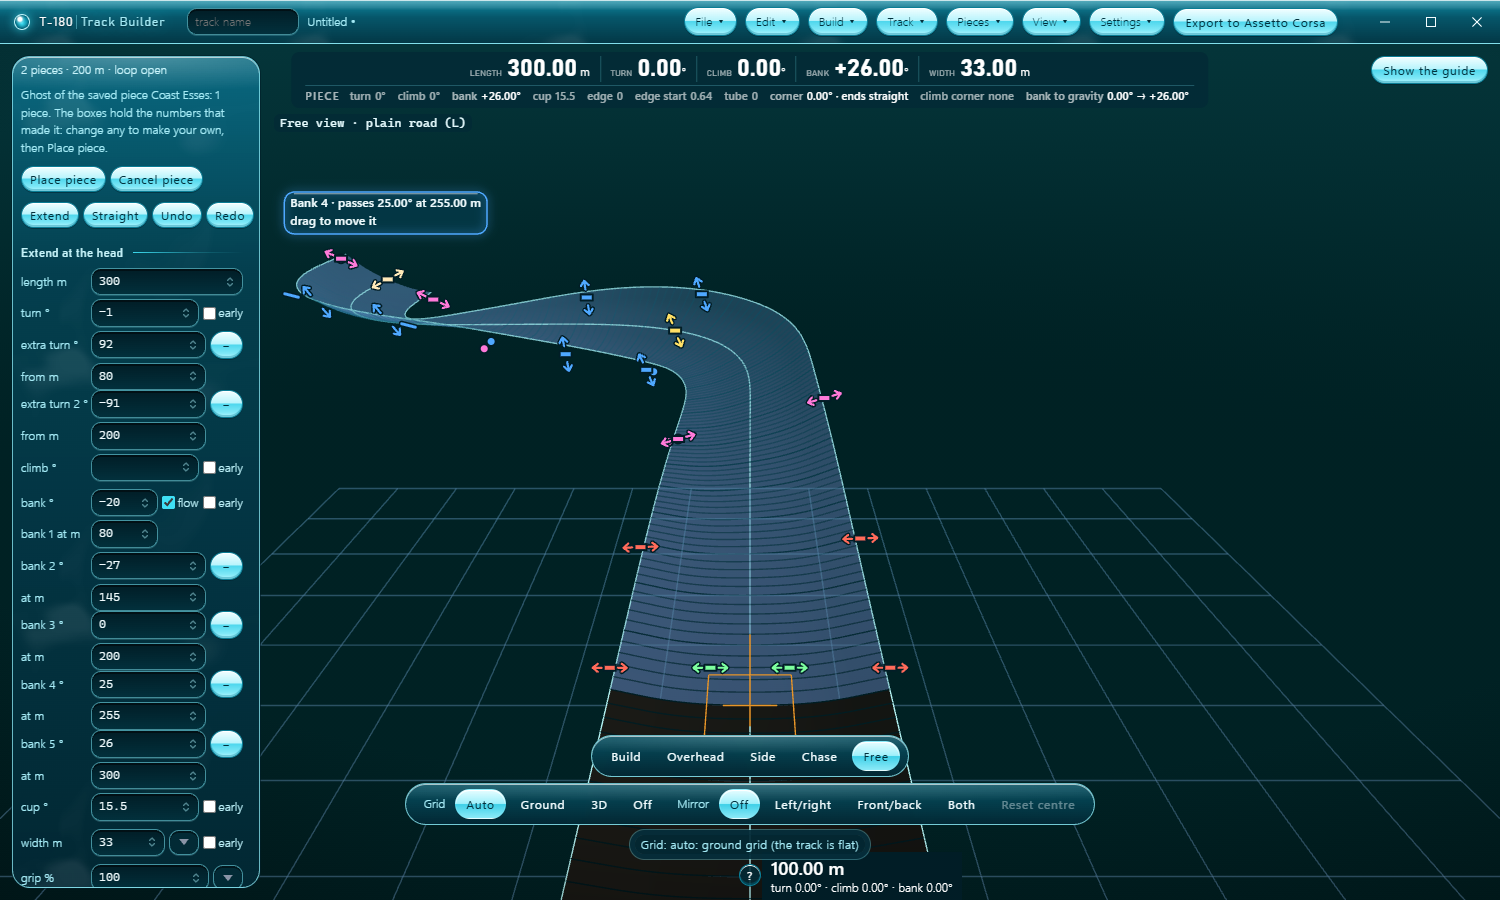 T-180 Track Builder
track name
Untitled •
File ▾
Edit ▾
Build ▾
Track ▾
Pieces ▾
View ▾
Settings ▾
Export to Assetto Corsa
2 pieces · 200 m · loop open
Ghost of the saved piece Coast Esses: 1
piece. The boxes hold the numbers that
made it: change any to make your own,
then Place piece.
Place piece
Cancel piece
Extend
Straight
Undo
Redo
Extend at the head
length m 300
turn ° −1 early
extra turn ° 92 −
from m 80
extra turn 2 ° −91 −
from m 200
climb ° early
bank ° −20 flow early
bank 1 at m 80
bank 2 ° −27 −
at m 145
bank 3 ° 0 −
at m 200
bank 4 ° 25 −
at m 255
bank 5 ° 26 −
at m 300
cup ° 15.5 early
width m 33 early
grip % 100
LENGTH 300.00 m TURN 0.00° CLIMB 0.00° BANK +26.00° WIDTH 33.00 m
PIECE turn 0° climb 0° bank +26.00° cup 15.5 edge 0 edge start 0.64 tube 0 corner 0.00° · ends straight climb corner none bank to gravity 0.00° → +26.00°
Show the guide
Free view · plain road (L)
Bank 4 · passes 25.00° at 255.00 m
drag to move it
Build Overhead Side Chase Free
Grid Auto Ground 3D Off Mirror Off Left/right Front/back Both Reset centre
Grid: auto: ground grid (the track is flat)
? 100.00 m
turn 0.00° · climb 0.00° · bank 0.00°